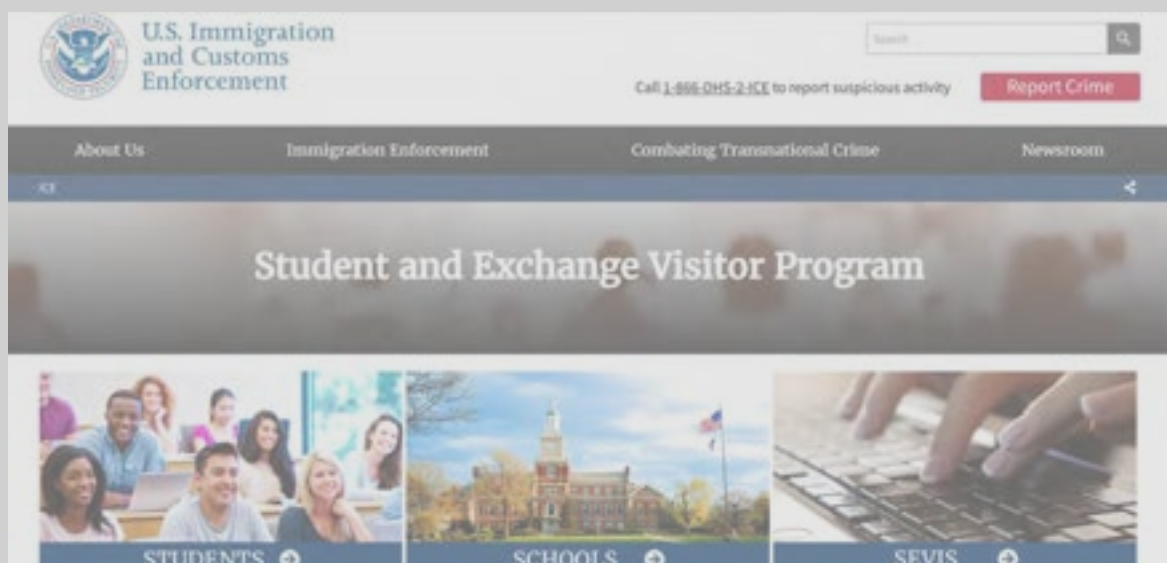 U.S. Immigration
and Customs
Enforcement
Search
Call 1-866-DHS-2-ICE to report suspicious activity
Report Crime
About Us
Immigration Enforcement
Combating Transnational Crime
Newsroom
ICE
Student and Exchange Visitor Program
STUDENTS
SCHOOLS
SEVIS